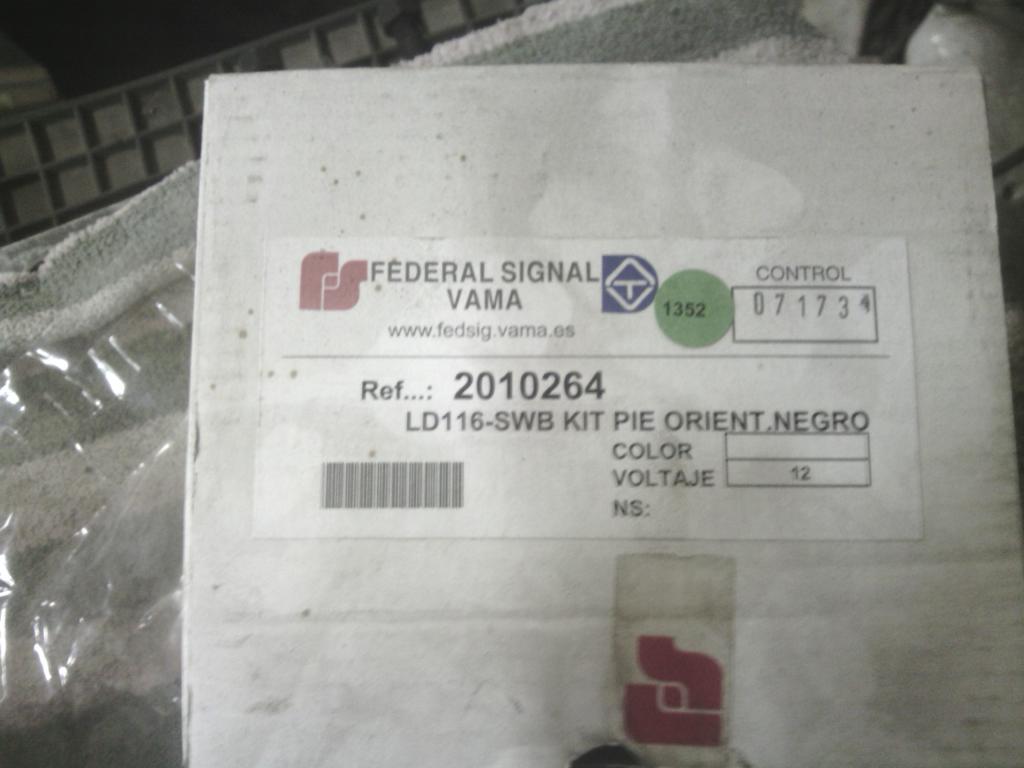 FEDERAL SIGNAL
VAMA
www.fedsig.vama.es
1352
CONTROL
071734
Ref...: 2010264
LD116-SWB KIT PIE ORIENT.NEGRO
COLOR
VOLTAJE 12
NS: